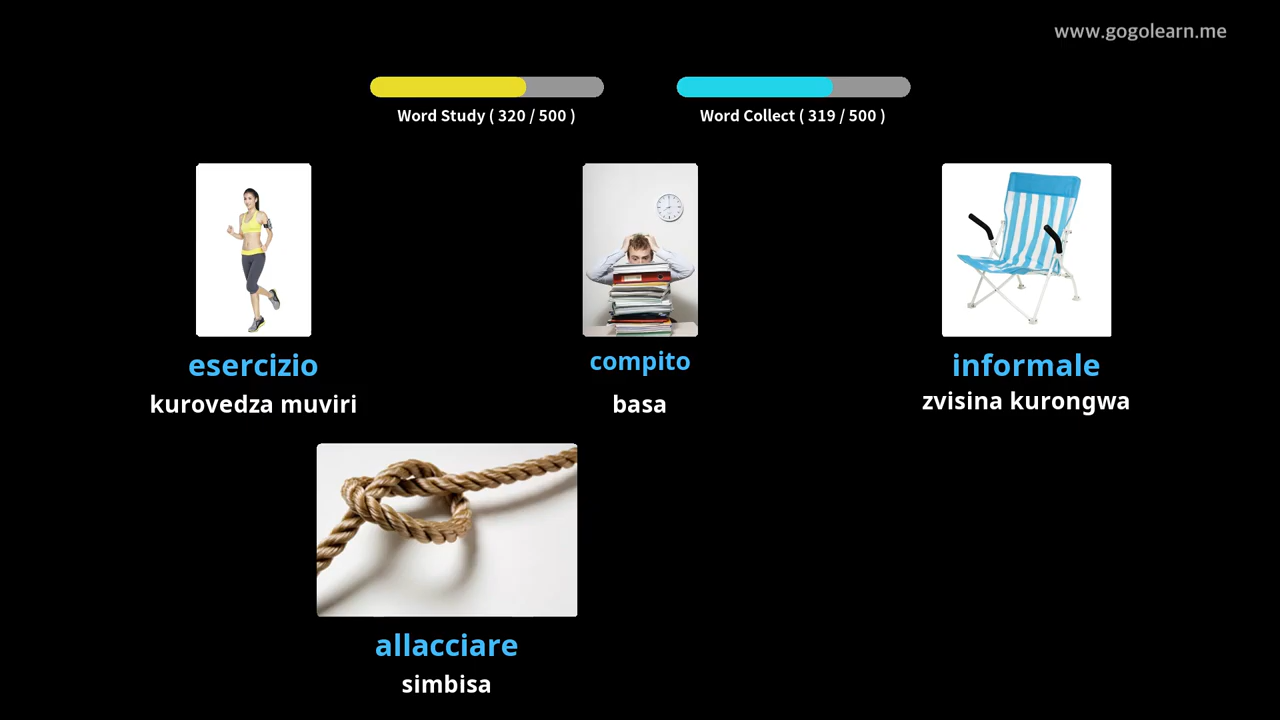 www.gogolearn.me
Word Study ( 320 / 500 )
Word Collect ( 319 / 500 )
esercizio
kurovedza muviri
compito
basa
informale
zvisina kurongwa
allacciare
simbisa